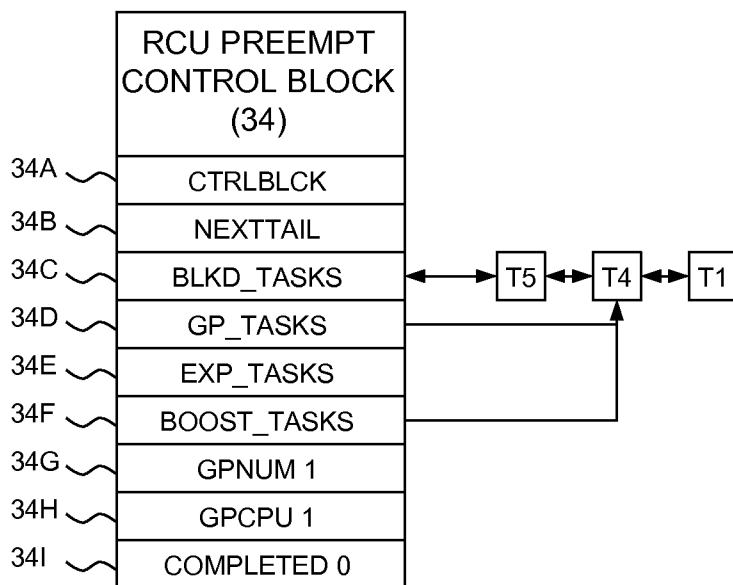 RCU PREEMPT
CONTROL BLOCK
(34)
34A CTRLBLCK
34B NEXTTAIL
34C BLKD_TASKS T5 T4 T1
34D GP_TASKS
34E EXP_TASKS
34F BOOST_TASKS
34G GPNUM 1
34H GPCPU 1
34I COMPLETED 0